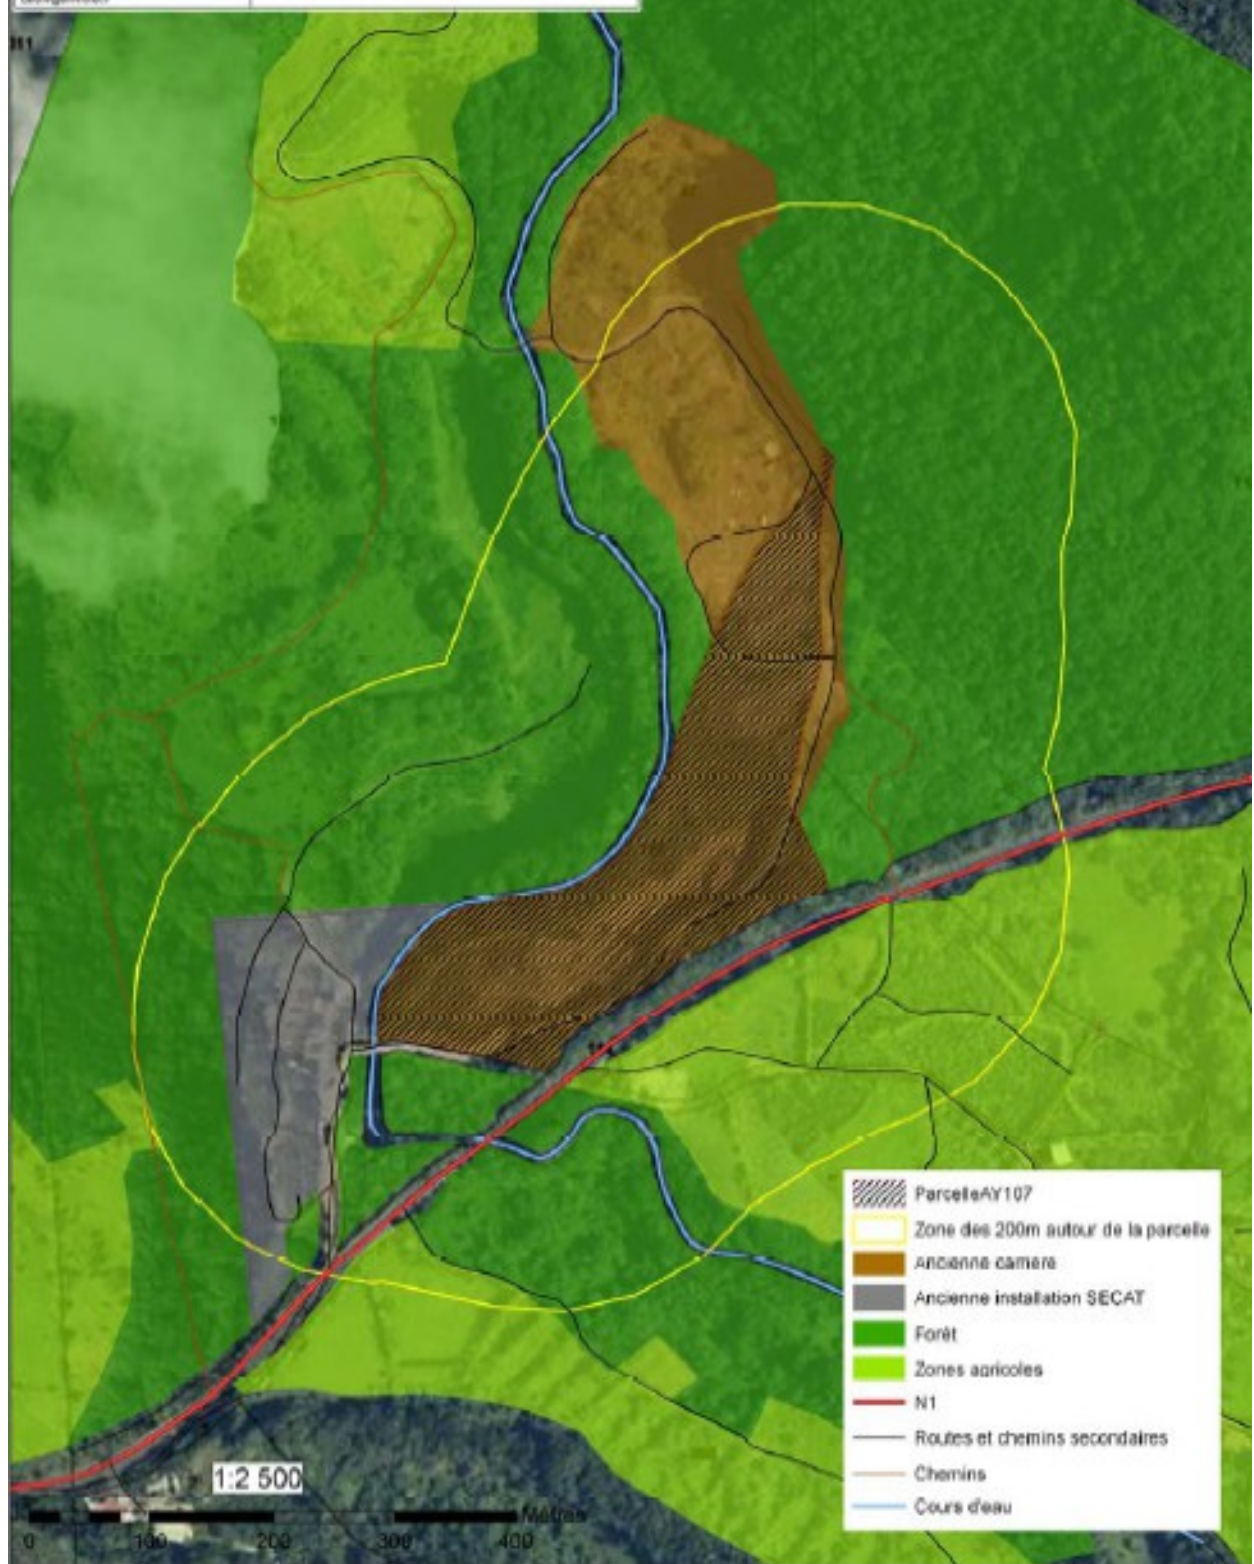 ParcelleAY107
Zone des 200m autour de la parcelle
Ancienne carrière
Ancienne installation SECAT
Forêt
Zones agricoles
N1
Routes et chemins secondaires
Chemins
Cours d'eau
1:2 500
Mètres
0 100 200 300 400